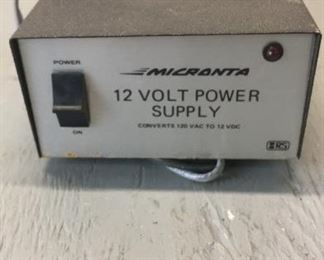 POWER
MICRONTA
12 VOLT POWER
SUPPLY
CONVERTS 120 VAC TO 12 VDC
ON